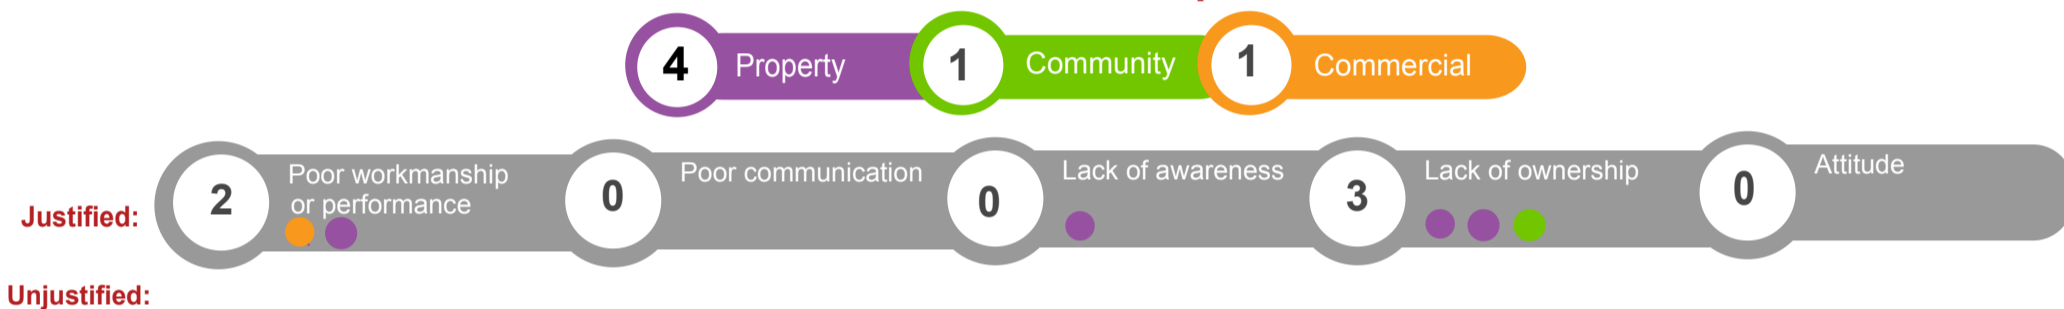 4 Property 1 Community 1 Commercial
Justified:
2 Poor workmanship
or performance
0 Poor communication
0 Lack of awareness
3 Lack of ownership
0 Attitude
Unjustified: